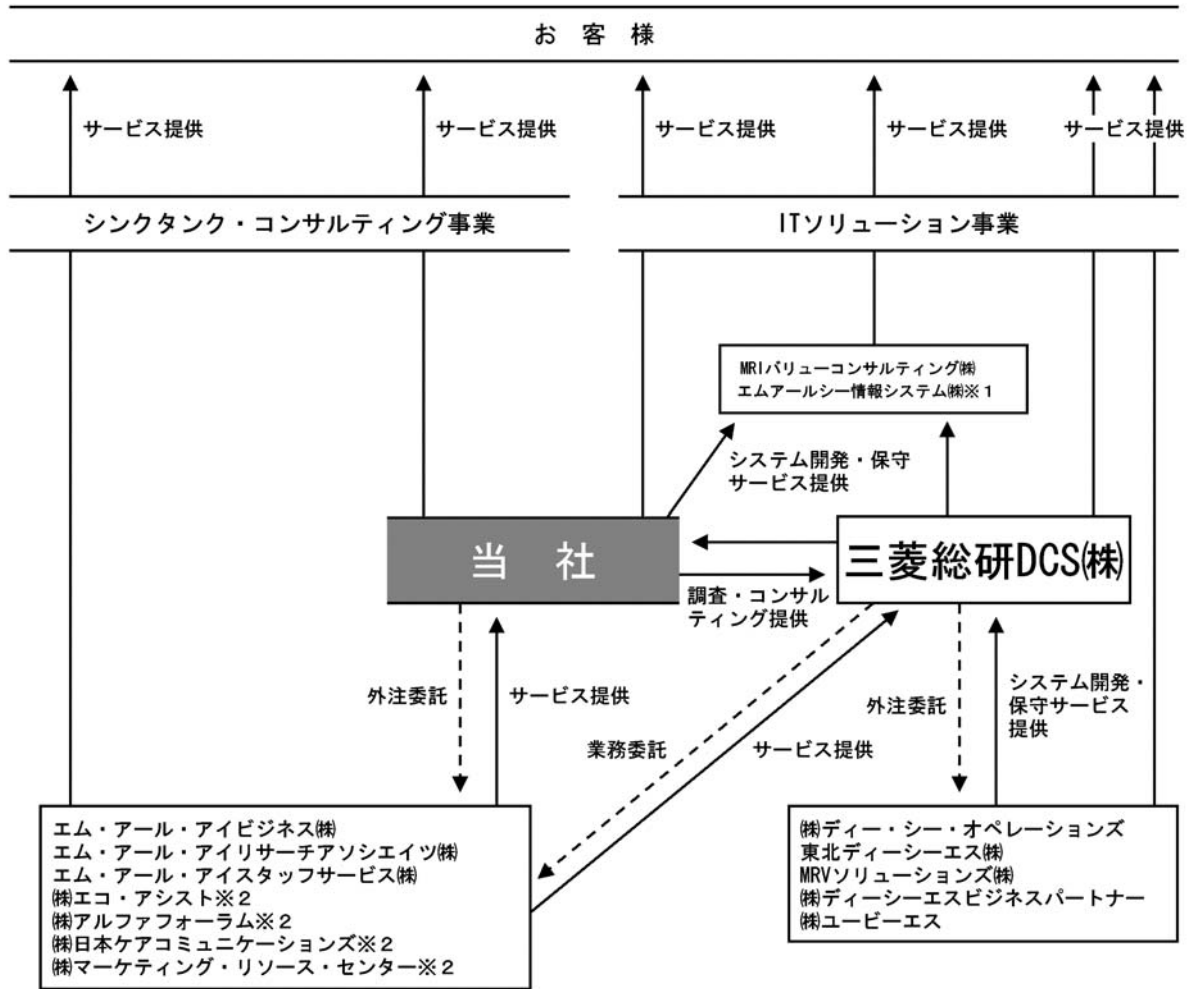 お 客 様
サービス提供
サービス提供
サービス提供
サービス提供
サービス提供
シンクタンク・コンサルティング事業
ITソリューション事業
MRIバリューコンサルティング㈱
エムアールシー情報システム㈱※1
システム開発・保守
サービス提供
当 社
三菱総研DCS㈱
調査・コンサル
ティング提供
外注委託
サービス提供
業務委託
サービス提供
外注委託
システム開発・
保守サービス
提供
エム・アール・アイビジネス㈱
エム・アール・アイリサーチアソシエイツ㈱
エム・アール・アイスタッフサービス㈱
㈱エコ・アシスト※2
㈱アルファフォーラム※2
㈱日本ケアコミュニケーションズ※2
㈱マーケティング・リソース・センター※2
㈱ディー・シー・オペレーションズ
東北ディーシーエス㈱
MRVソリューションズ㈱
㈱ディーシーエスビジネスパートナー
㈱ユービーエス